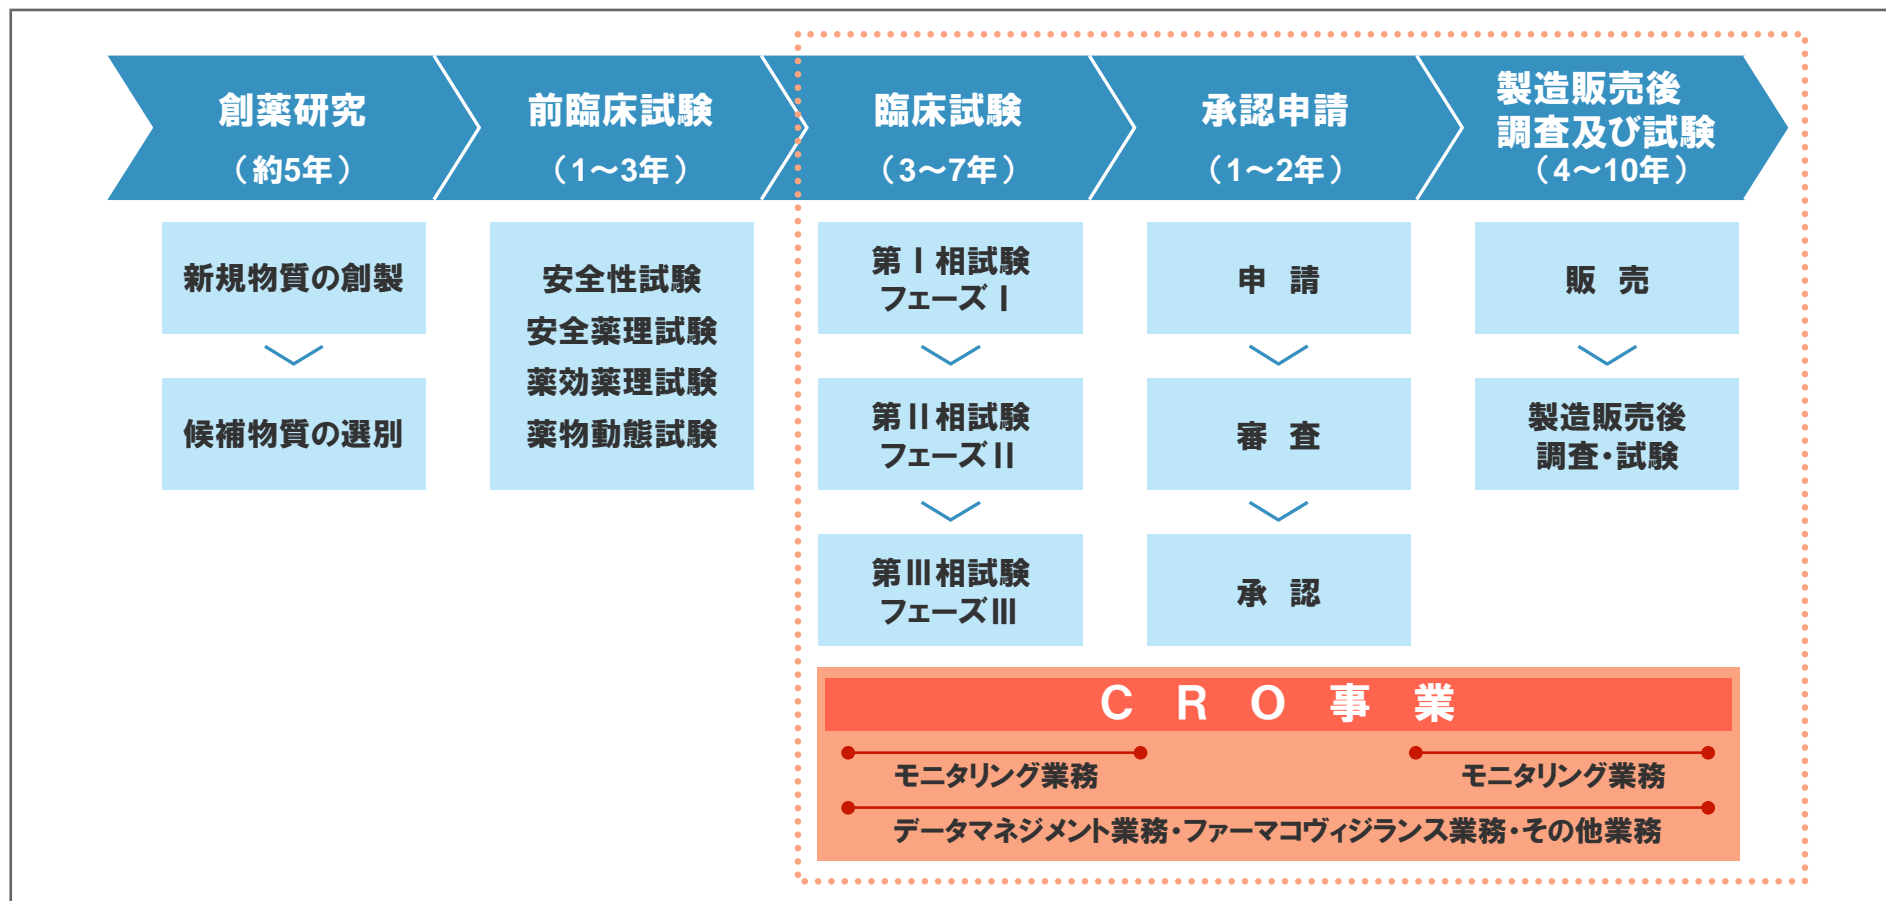 創薬研究
（約5年）
前臨床試験
（1〜3年）
臨床試験
（3〜7年）
承認申請
（1〜2年）
製造販売後
調査及び試験
（4〜10年）
新規物質の創製
候補物質の選別
安全性試験
安全薬理試験
薬効薬理試験
薬物動態試験
第Ⅰ相試験
フェーズⅠ
第Ⅱ相試験
フェーズⅡ
第Ⅲ相試験
フェーズⅢ
申 請
審 査
承 認
販 売
製造販売後
調査・試験
CRO事業
モニタリング業務
モニタリング業務
データマネジメント業務・ファーマコヴィジランス業務・その他業務